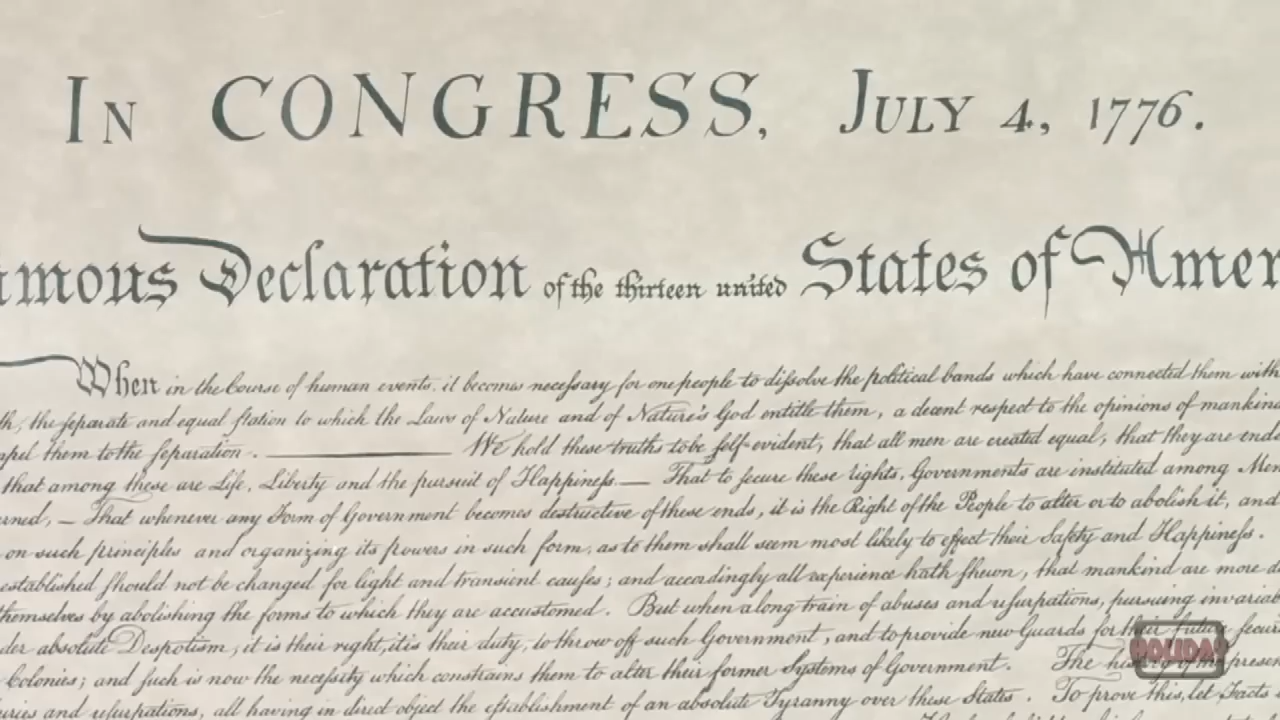 In CONGRESS, July 4, 1776.
mous Declaration of the thirteen united States of Amer
When in the Course of human events, it becomes necessary for one people to dissolve the political bands which have connected them with
th, the separate and equal station to which the Laws of Nature and of Nature's God entitle them, a decent respect to the opinions of mankind
pel them to the separation. We hold these truths to be self-evident, that all men are created equal, that they are endo
that among these are Life, Liberty and the pursuit of Happiness.— That to secure these rights, Governments are instituted among Men
rned, — That whenever any Form of Government becomes destructive of these ends, it is the Right of the People to alter or to abolish it, and
on such principles and organizing its powers in such form, as to them shall seem most likely to effect their Safety and Happiness.
established should not be changed for light and transient causes; and accordingly all experience hath shewn, that mankind are more d
themselves by abolishing the forms to which they are accustomed. But when a long train of abuses and usurpations, pursuing invariab
der absolute Despotism, it is their right, it is their duty, to throw off such Government, and to provide new Guards for their future secur
Colonies; and such is now the necessity which constrains them to alter their former Systems of Government. The history of the presen
uries and usurpations, all having in direct object the establishment of an absolute Tyranny over these States. To prove this, let Facts
HOLIDAY